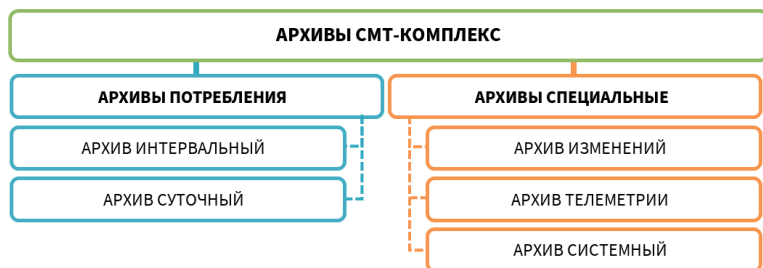 АРХИВЫ СМТ-КОМПЛЕКС
АРХИВЫ ПОТРЕБЛЕНИЯ
АРХИВЫ СПЕЦИАЛЬНЫЕ
АРХИВ ИНТЕРВАЛЬНЫЙ
АРХИВ ИЗМЕНЕНИЙ
АРХИВ СУТОЧНЫЙ
АРХИВ ТЕЛЕМЕТРИИ
АРХИВ СИСТЕМНЫЙ